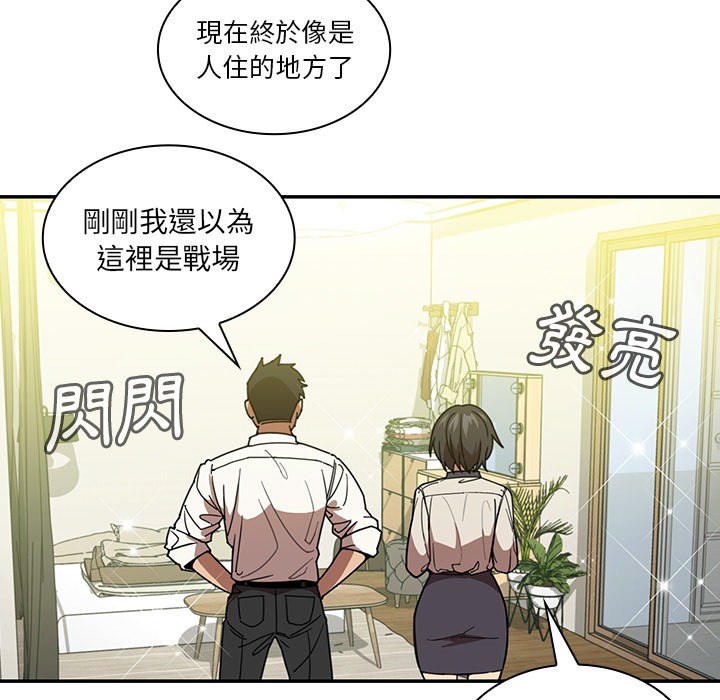 現在終於像是
人住的地方了
剛剛我還以為
這裡是戰場
發亮
閃閃